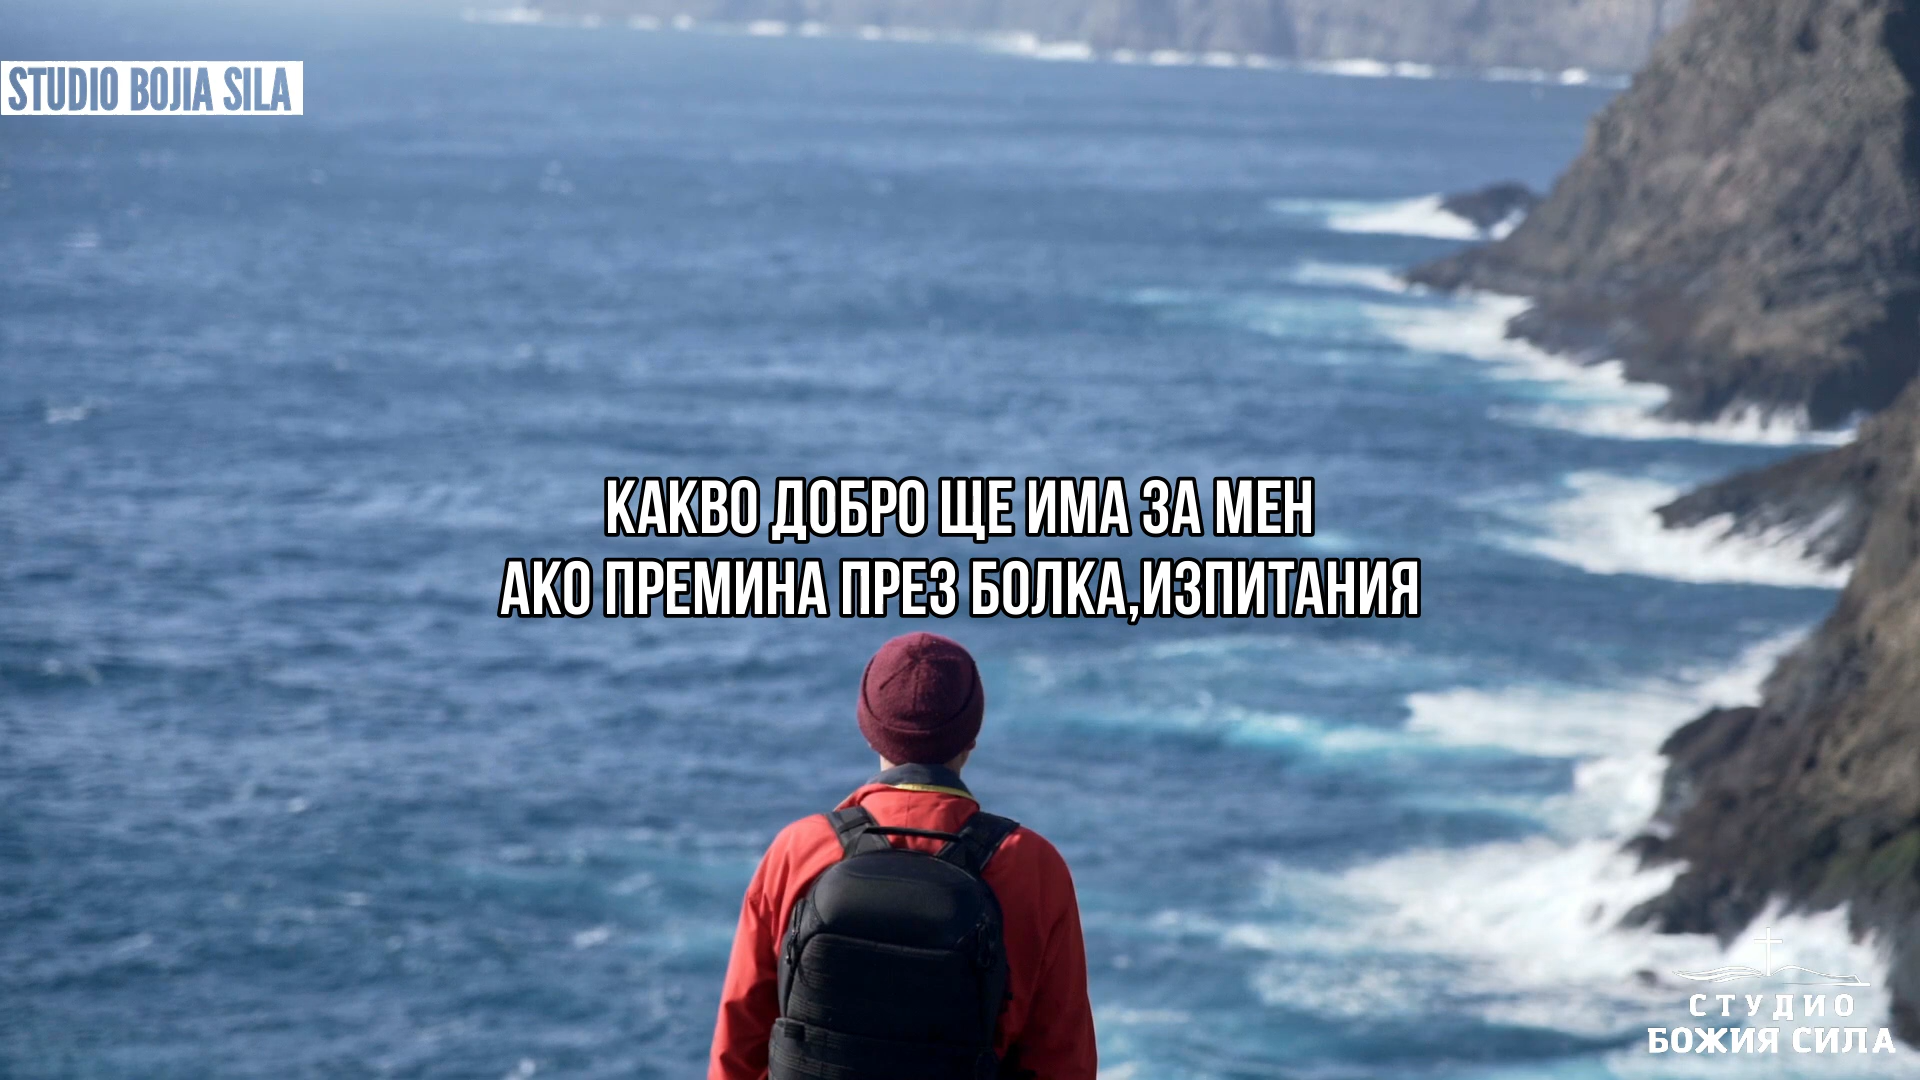 STUDIO BOJIA SILA
КАКВО ДОБРО ЩЕ ИМА ЗА МЕН
АКО ПРЕМИНА ПРЕЗ БОЛКА,ИЗПИТАНИЯ
СТУДИО
БОЖИЯ СИЛА